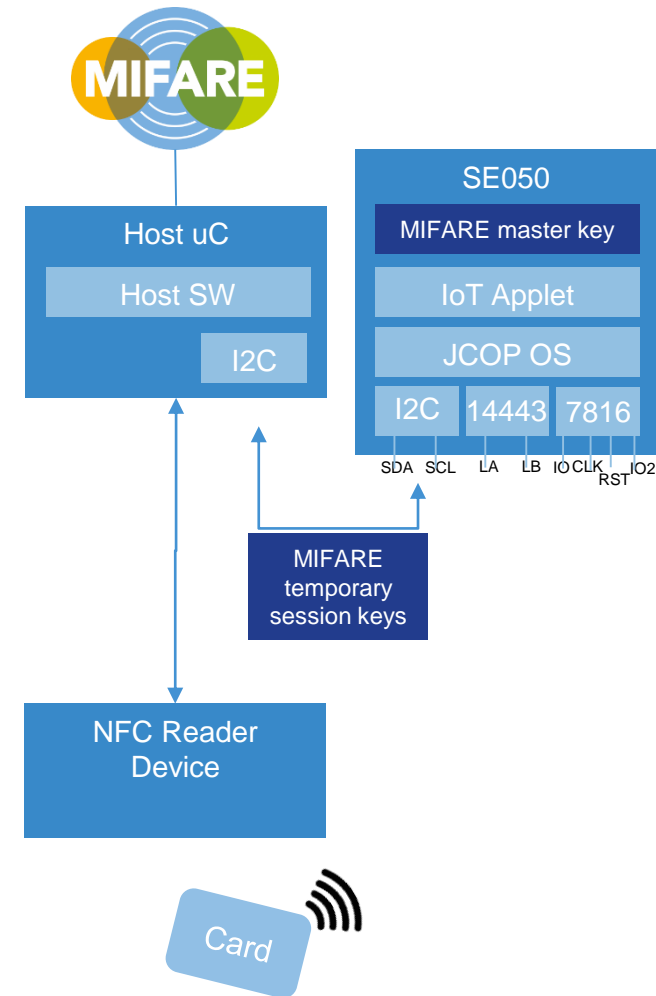 MIFARE
Host uC
Host SW
I2C
SE050
MIFARE master key
IoT Applet
JCOP OS
I2C
14443
7816
SDA
SCL
LA
LB
IO
CLK
RST
IO2
MIFARE
temporary
session keys
NFC Reader
Device
Card